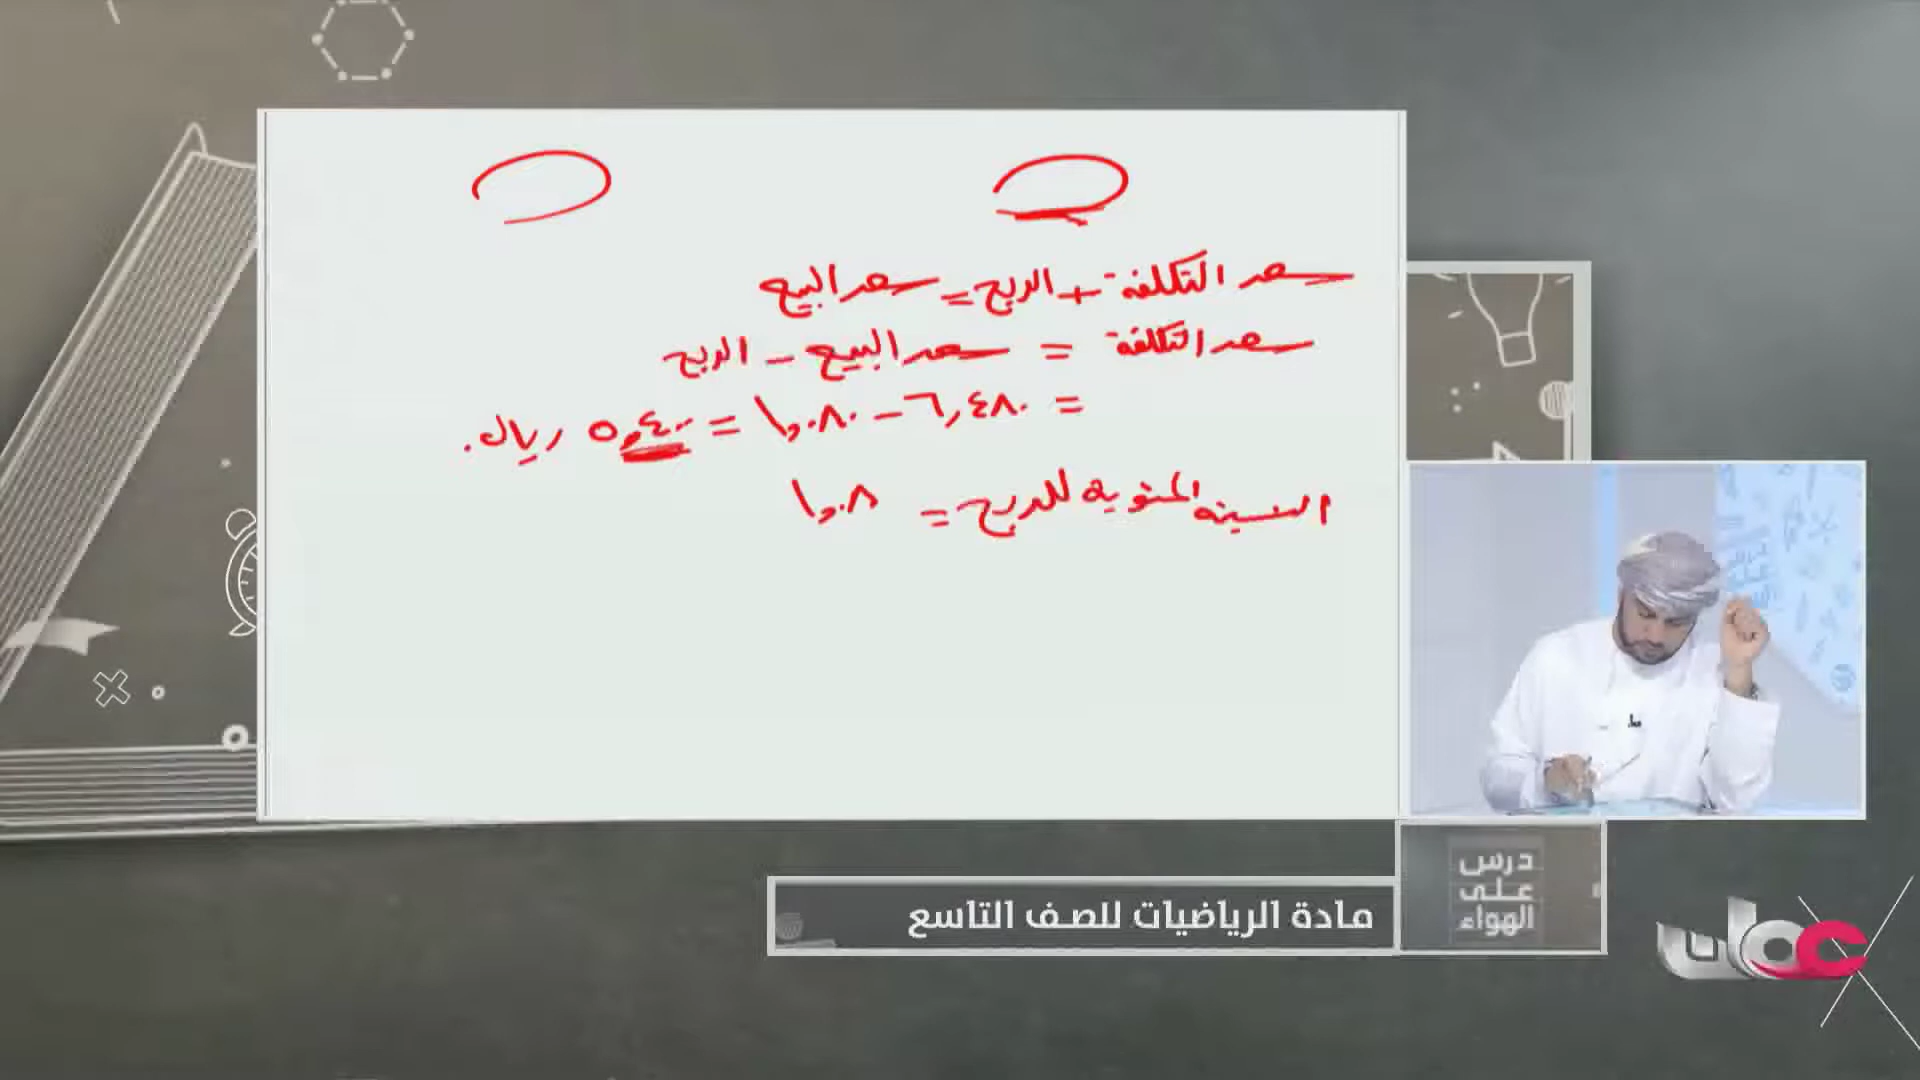 سعر التكلفة + الربح = سعر البيع
سعر التكلفة = سعر البيع - الربح
= ٦,٤٨٠ - ١,٠٨٠ = ٥,٤٠٠ ريال.
النسبة المئوية للربح = ١,٠٨
درس
على
الهواء
مادة الرياضيات للصف التاسع
عمان